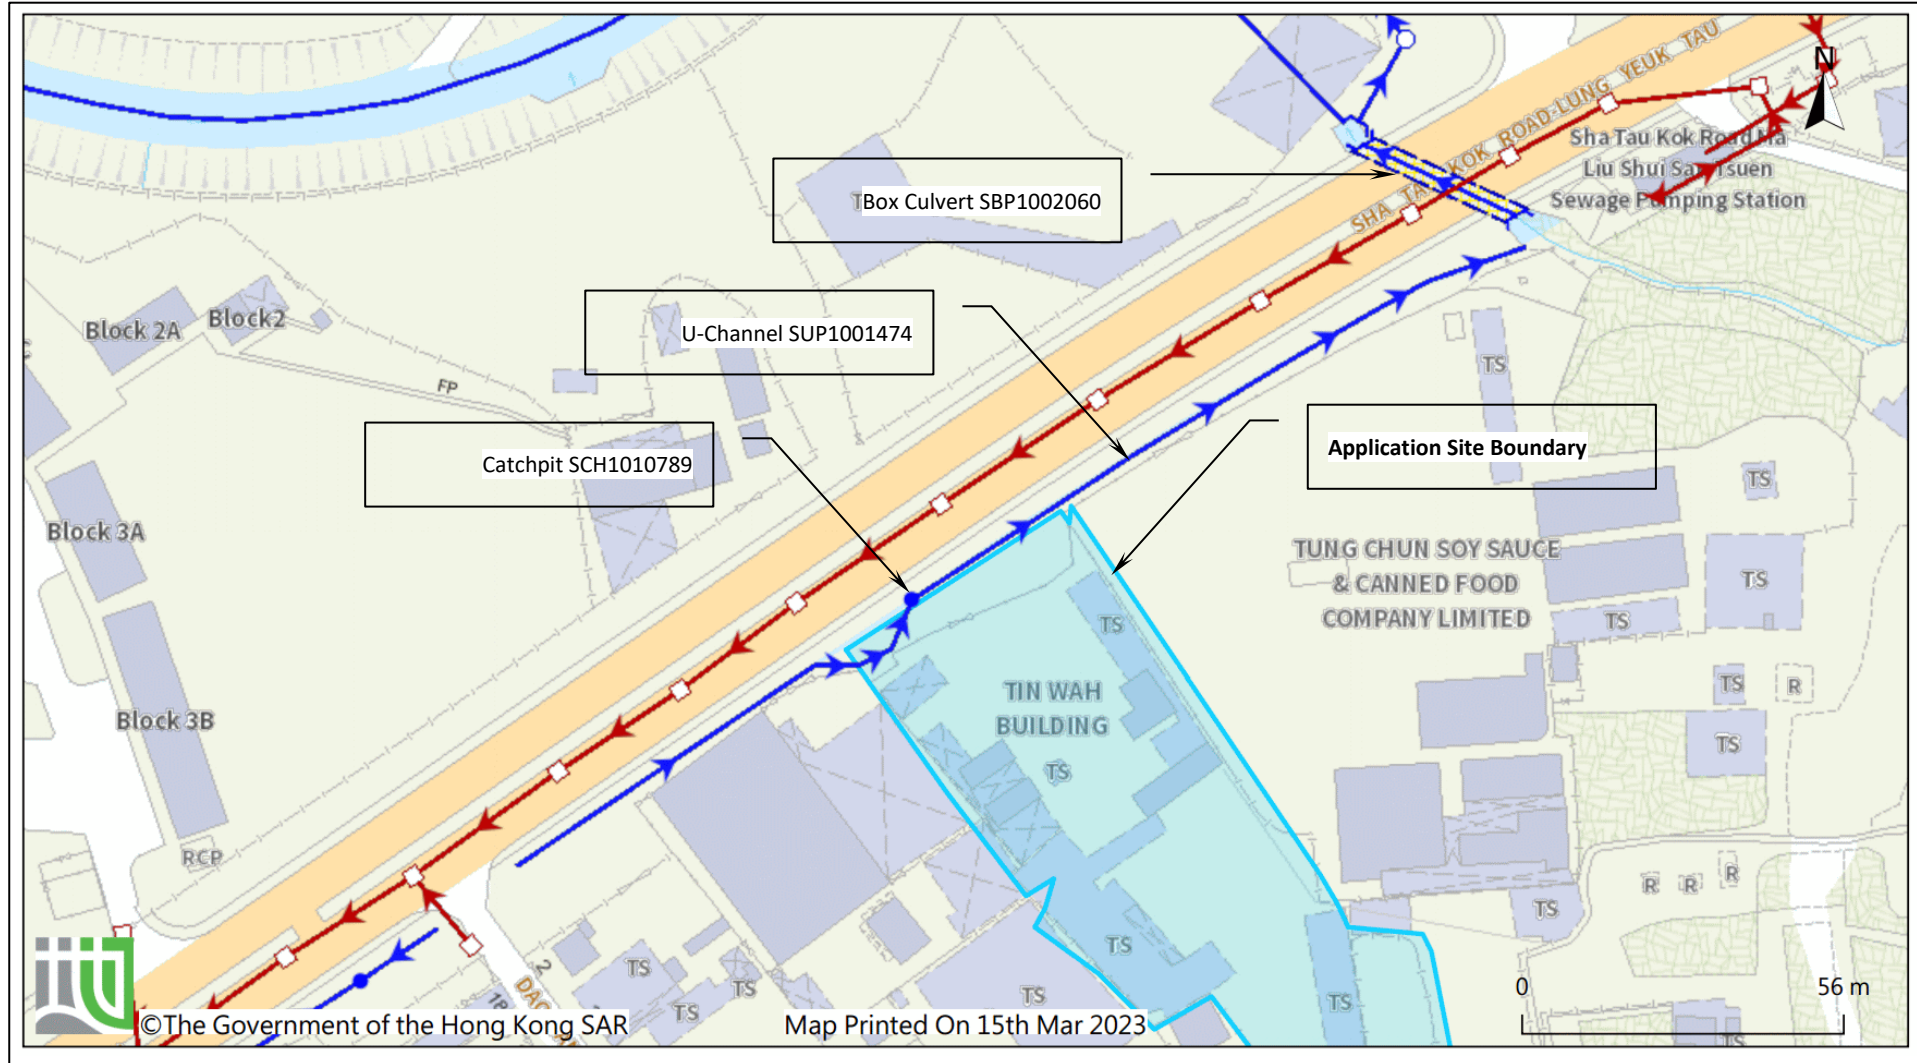 N
SHA TAU KOK ROAD-LUNG YEUK TAU
Sha Tau Kok Road Ma
Liu Shui San Tsuen
Sewage Pumping Station
Box Culvert SBP1002060
U-Channel SUP1001474
Block 2A
Block2
FP
TS
Catchpit SCH1010789
Application Site Boundary
TS
Block 3A
TUNG CHUN SOY SAUCE
& CANNED FOOD
COMPANY LIMITED
TS
TS
TS
TIN WAH
BUILDING
TS
TS
R
Block 3B
TS
RCP
R
R
R
TS
TS
2
TS
TS
TS
TS
TS
0
56 m
©The Government of the Hong Kong SAR
Map Printed On 15th Mar 2023
TS